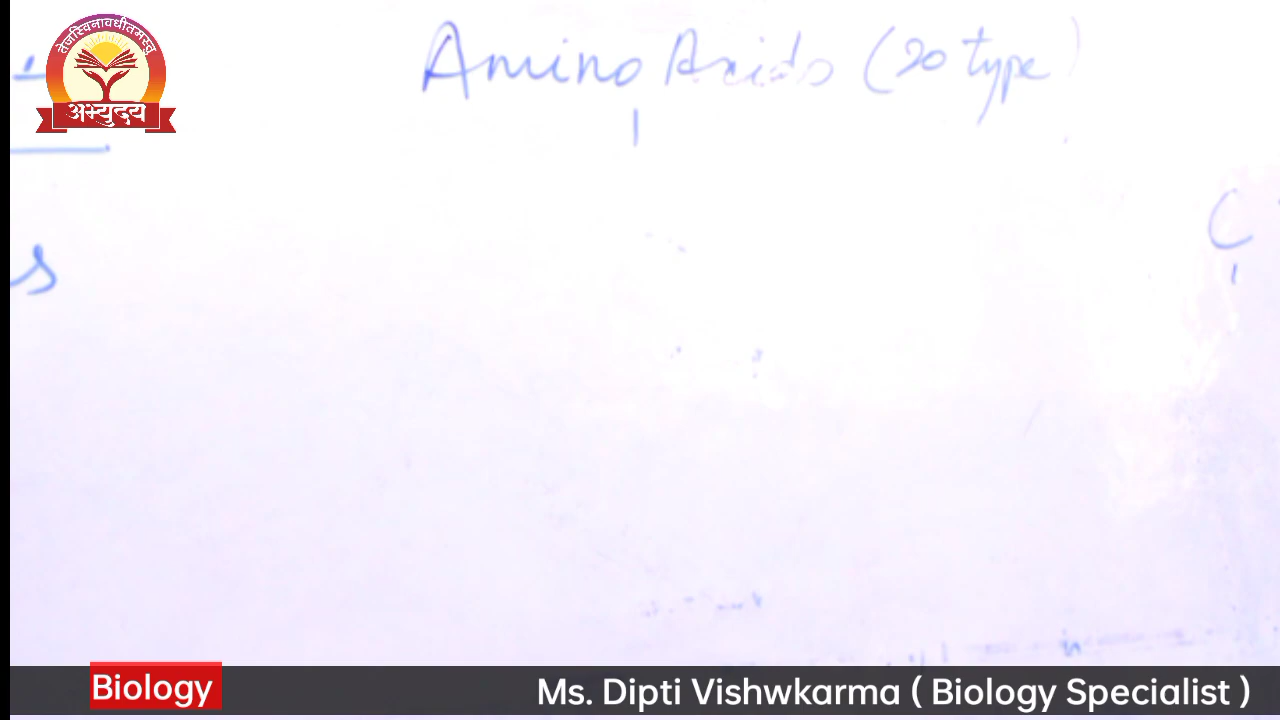 तेजस्विनावधीतमस्तु
अभ्युदय
Amino Acids (20 type)
s
C
Biology
Ms. Dipti Vishwkarma ( Biology Specialist )